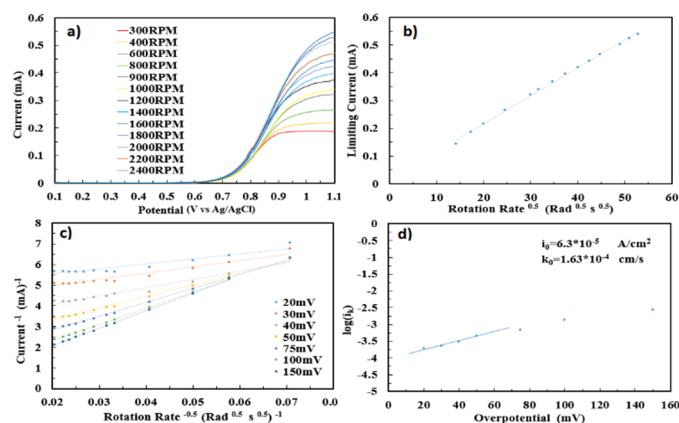 a)
300RPM
400RPM
600RPM
800RPM
900RPM
1000RPM
1200RPM
1400RPM
1600RPM
1800RPM
2000RPM
2200RPM
2400RPM
Current (mA)
0.6
0.5
0.4
0.3
0.2
0.1
0
0.1 0.2 0.3 0.4 0.5 0.6 0.7 0.8 0.9 1 1.1
Potential (V vs Ag/AgCl)
b)
Limiting Current (mA)
0.6
0.5
0.4
0.3
0.2
0.1
0
0 10 20 30 40 50 60
Rotation Rate 0.5 (Rad 0.5 s 0.5)
c)
Current -1 (mA)-1
8
7
6
5
4
3
2
1
0
20mV
30mV
40mV
50mV
75mV
100mV
150mV
0.02 0.03 0.04 0.05 0.06 0.07 0.0
Rotation Rate -0.5 (Rad 0.5 s 0.5) -1
d)
i0=6.3*10-5 A/cm2
k0=1.63*10-4 cm/s
log(ik)
0
-0.5
-1
-1.5
-2
-2.5
-3
-3.5
-4
-4.5
-5
0 20 40 60 80 100 120 140 160
Overpotential (mV)